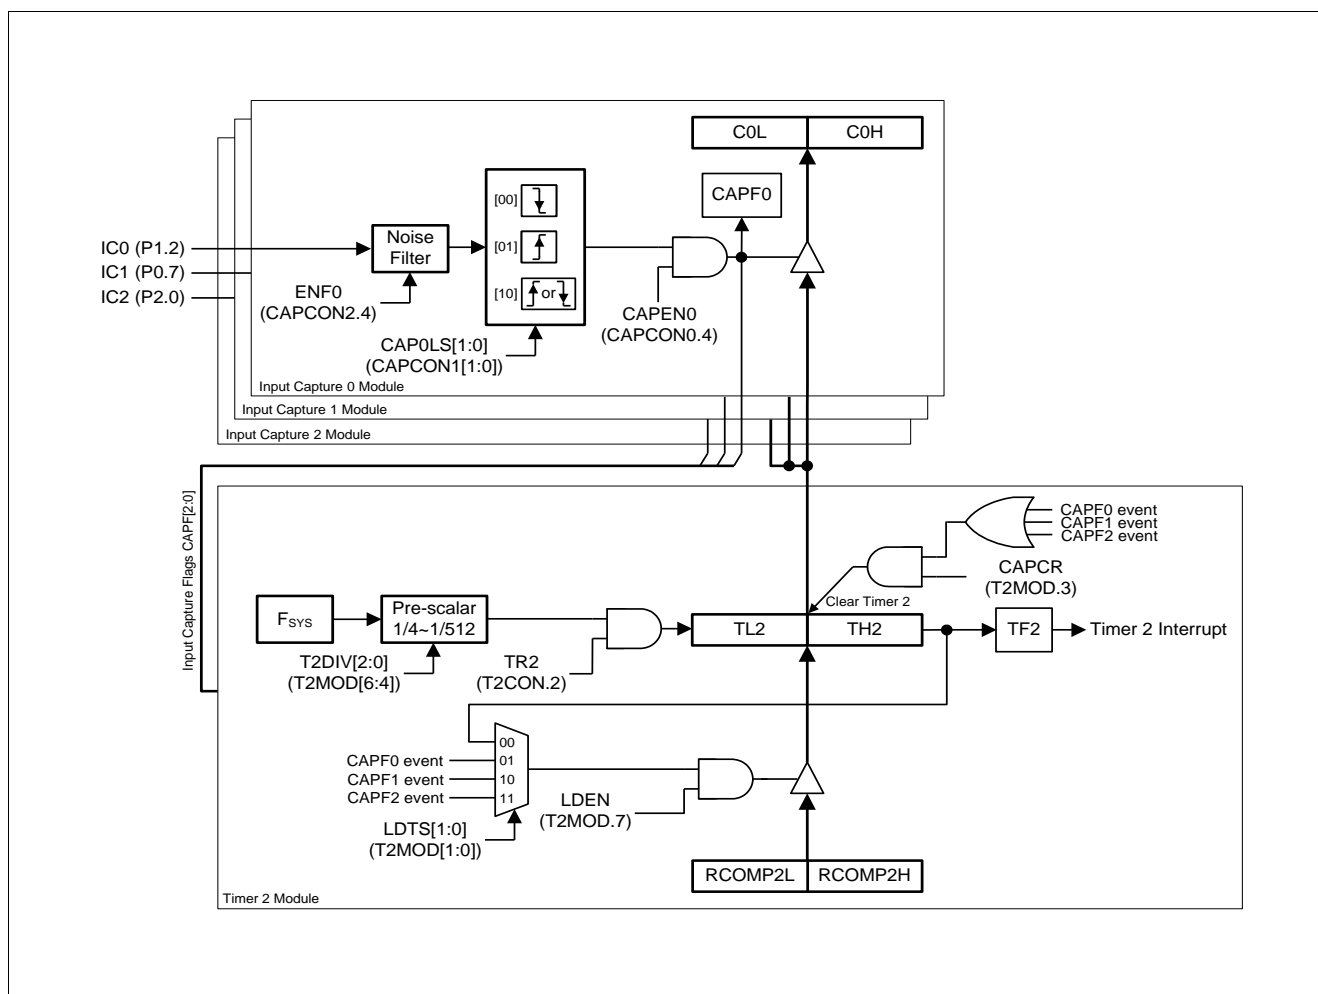 C0L C0H
CAPF0
[00]
IC0 (P1.2)
IC1 (P0.7)
IC2 (P2.0)
Noise
Filter
[01]
[10] or
ENF0
(CAPCON2.4)
CAPEN0
(CAPCON0.4)
CAP0LS[1:0]
(CAPCON1[1:0])
Input Capture 0 Module
Input Capture 1 Module
Input Capture 2 Module
Input Capture Flags CAPF[2:0]
CAPF0 event
CAPF1 event
CAPF2 event
CAPCR
(T2MOD.3)
Clear Timer 2
FSYS
Pre-scalar
1/4~1/512
TL2 TH2
TF2
Timer 2 Interrupt
T2DIV[2:0]
(T2MOD[6:4])
TR2
(T2CON.2)
00
CAPF0 event 01
CAPF1 event 10
CAPF2 event 11
LDEN
(T2MOD.7)
LDTS[1:0]
(T2MOD[1:0])
RCOMP2L RCOMP2H
Timer 2 Module